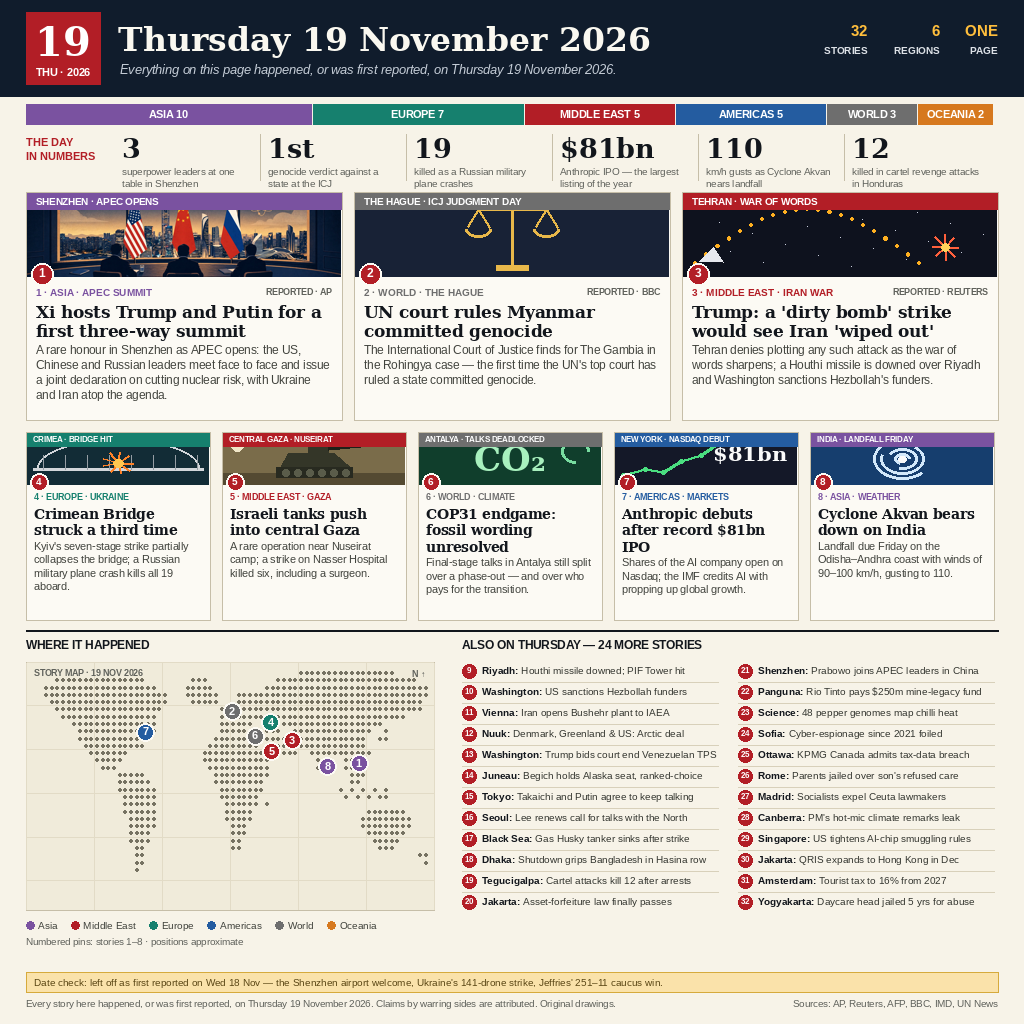 19
THU · 2026
Thursday 19 November 2026
Everything on this page happened, or was first reported, on Thursday 19 November 2026.
32
STORIES
6
REGIONS
ONE
PAGE
ASIA 10
EUROPE 7
MIDDLE EAST 5
AMERICAS 5
WORLD 3
OCEANIA 2
THE DAY
IN NUMBERS
3
superpower leaders at one
table in Shenzhen
1st
genocide verdict against a
state at the ICJ
19
killed as a Russian military
plane crashes
$81bn
Anthropic IPO — the largest
listing of the year
110
km/h gusts as Cyclone Akvan
nears landfall
12
killed in cartel revenge attacks
in Honduras
SHENZHEN · APEC OPENS
1
1 · ASIA · APEC SUMMIT
REPORTED · AP
Xi hosts Trump and Putin for a
first three-way summit
A rare honour in Shenzhen as APEC opens: the US,
Chinese and Russian leaders meet face to face and issue
a joint declaration on cutting nuclear risk, with Ukraine
and Iran atop the agenda.
THE HAGUE · ICJ JUDGMENT DAY
2
2 · WORLD · THE HAGUE
REPORTED · BBC
UN court rules Myanmar
committed genocide
The International Court of Justice finds for The Gambia in
the Rohingya case — the first time the UN's top court has
ruled a state committed genocide.
TEHRAN · WAR OF WORDS
3
3 · MIDDLE EAST · IRAN WAR
REPORTED · REUTERS
Trump: a 'dirty bomb' strike
would see Iran 'wiped out'
Tehran denies plotting any such attack as the war of
words sharpens; a Houthi missile is downed over Riyadh
and Washington sanctions Hezbollah's funders.
CRIMEA · BRIDGE HIT
4
4 · EUROPE · UKRAINE
Crimean Bridge
struck a third time
Kyiv's seven-stage strike partially
collapses the bridge; a Russian
military plane crash kills all 19
aboard.
CENTRAL GAZA · NUSEIRAT
5
5 · MIDDLE EAST · GAZA
Israeli tanks push
into central Gaza
A rare operation near Nuseirat
camp; a strike on Nasser Hospital
killed six, including a surgeon.
ANTALYA · TALKS DEADLOCKED
CO₂
6
6 · WORLD · CLIMATE
COP31 endgame:
fossil wording
unresolved
Final-stage talks in Antalya still split
over a phase-out — and over who
pays for the transition.
NEW YORK · NASDAQ DEBUT
$81bn
7
7 · AMERICAS · MARKETS
Anthropic debuts
after record $81bn
IPO
Shares of the AI company open on
Nasdaq; the IMF credits AI with
propping up global growth.
INDIA · LANDFALL FRIDAY
8
8 · ASIA · WEATHER
Cyclone Akvan bears
down on India
Landfall due Friday on the
Odisha–Andhra coast with winds of
90–100 km/h, gusting to 110.
WHERE IT HAPPENED
STORY MAP · 19 NOV 2026
N ↑
2
4
7
6
3
5
8
1
Asia
Middle East
Europe
Americas
World
Oceania
Numbered pins: stories 1–8 · positions approximate
ALSO ON THURSDAY — 24 MORE STORIES
9 Riyadh: Houthi missile downed; PIF Tower hit
10 Washington: US sanctions Hezbollah funders
11 Vienna: Iran opens Bushehr plant to IAEA
12 Nuuk: Denmark, Greenland & US: Arctic deal
13 Washington: Trump bids court end Venezuelan TPS
14 Juneau: Begich holds Alaska seat, ranked-choice
15 Tokyo: Takaichi and Putin agree to keep talking
16 Seoul: Lee renews call for talks with the North
17 Black Sea: Gas Husky tanker sinks after strike
18 Dhaka: Shutdown grips Bangladesh in Hasina row
19 Tegucigalpa: Cartel attacks kill 12 after arrests
20 Jakarta: Asset-forfeiture law finally passes
21 Shenzhen: Prabowo joins APEC leaders in China
22 Panguna: Rio Tinto pays $250m mine-legacy fund
23 Science: 48 pepper genomes map chilli heat
24 Sofia: Cyber-espionage since 2021 foiled
25 Ottawa: KPMG Canada admits tax-data breach
26 Rome: Parents jailed over son's refused care
27 Madrid: Socialists expel Ceuta lawmakers
28 Canberra: PM's hot-mic climate remarks leak
29 Singapore: US tightens AI-chip smuggling rules
30 Jakarta: QRIS expands to Hong Kong in Dec
31 Amsterdam: Tourist tax to 16% from 2027
32 Yogyakarta: Daycare head jailed 5 yrs for abuse
Date check: left off as first reported on Wed 18 Nov — the Shenzhen airport welcome, Ukraine's 141-drone strike, Jeffries' 251–11 caucus win.
Every story here happened, or was first reported, on Thursday 19 November 2026. Claims by warring sides are attributed. Original drawings.
Sources: AP, Reuters, AFP, BBC, IMD, UN News